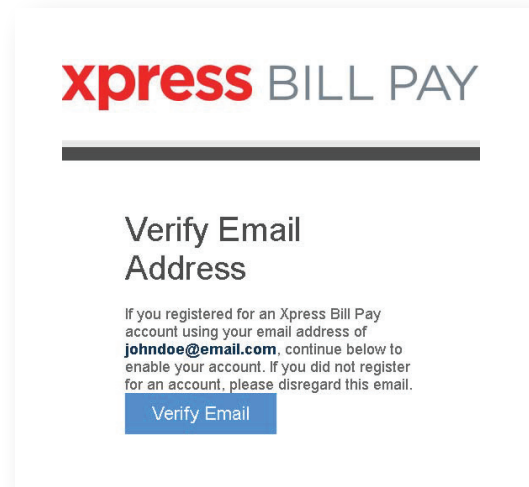 xpress BILL PAY
Verify Email
Address
If you registered for an Xpress Bill Pay
account using your email address of
johndoe@email.com, continue below to
enable your account. If you did not register
for an account, please disregard this email.
Verify Email